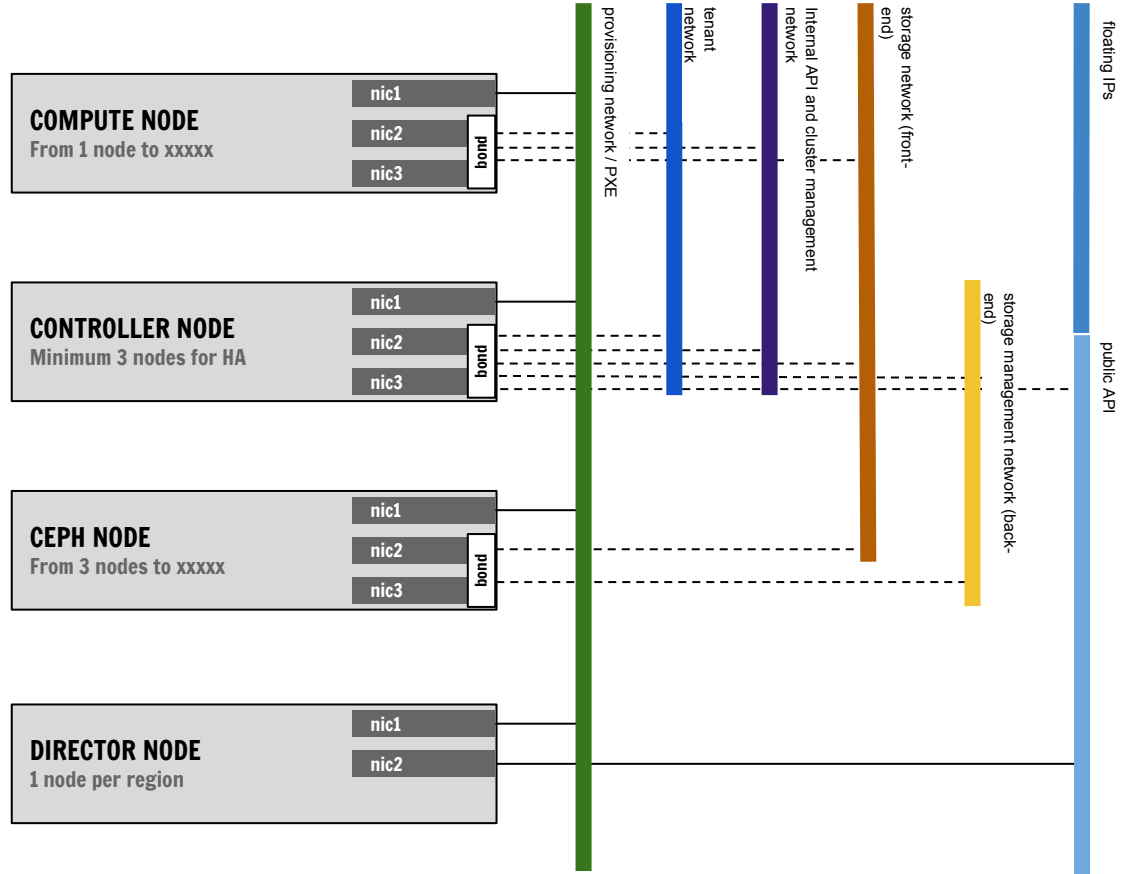 provisioning network / PXE
tenant
network
Internal API and cluster management
network
storage network (front-
end)
floating IPs
COMPUTE NODE
From 1 node to xxxxx
nic1
nic2
nic3
bond
CONTROLLER NODE
Minimum 3 nodes for HA
nic1
nic2
nic3
bond
storage management network (back-
end)
public API
CEPH NODE
From 3 nodes to xxxxx
nic1
nic2
nic3
bond
DIRECTOR NODE
1 node per region
nic1
nic2